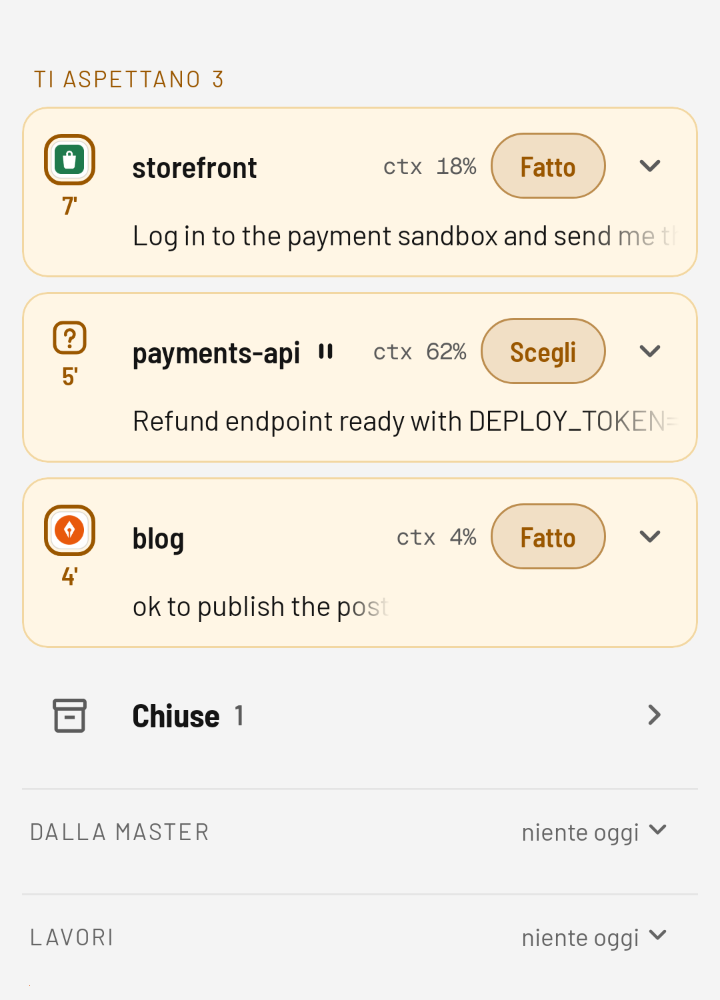 TI ASPETTANO 3
storefront ctx 18% Fatto
7'
Log in to the payment sandbox and send me
payments-api ctx 62% Scegli
5'
Refund endpoint ready with DEPLOY_TOKEN=
blog ctx 4% Fatto
4'
ok to publish the post
Chiuse 1
DALLA MASTER niente oggi
LAVORI niente oggi